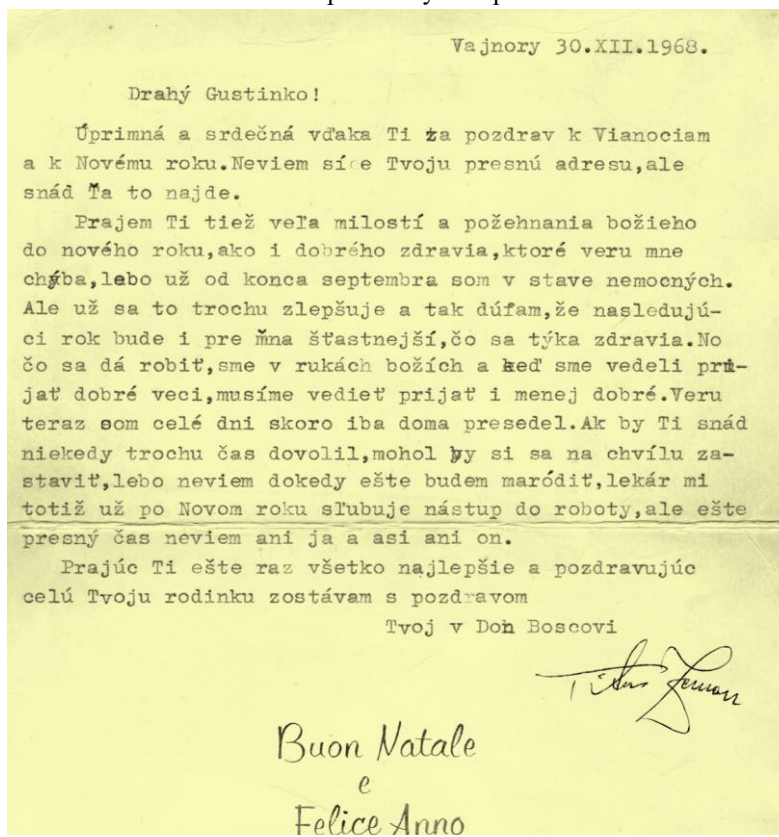 Vajnory 30.XII.1968.
Drahý Gustinko!
Úprimná a srdečná vďaka Ti za pozdrav k Vianociam
a k Novému roku.Neviem síce Tvoju presnú adresu,ale
snád Ťa to najde.
Prajem Ti tiež veľa milostí a požehnania božieho
do nového roku,ako i dobrého zdravia,ktoré veru mne
chýba,lebo už od konca septembra som v stave nemocných.
Ale už sa to trochu zlepšuje a tak dúfam,že nasledujú-
ci rok bude i pre mňa šťastnejší,čo sa týka zdravia.No
čo sa dá robiť,sme v rukách božích a keď sme vedeli pri-
jať dobré veci,musíme vedieť prijať i menej dobré.Veru
teraz som celé dni skoro iba doma presedel.Ak by Ti snád
niekedy trochu čas dovolil,mohol by si sa na chvílu za-
staviť,lebo neviem dokedy ešte budem maródiť,lekár mi
totiž už po Novom roku sľubuje nástup do roboty,ale ešte
presný čas neviem ani ja a asi ani on.
Prajúc Ti ešte raz všetko najlepšie a pozdravujúc
celú Tvoju rodinku zostávam s pozdravom
Tvoj v Don Boscovi
Titus Zeman
Buon Natale
e
Felice Anno